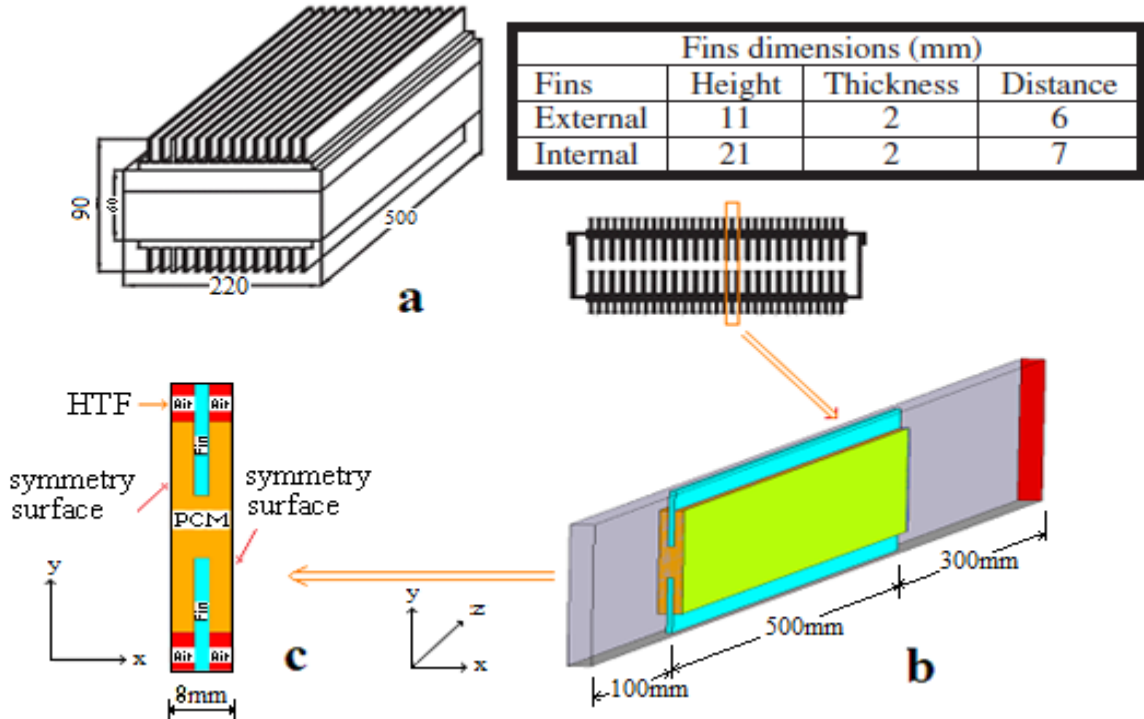 Fins dimensions (mm)
Fins Height Thickness Distance
External 11 2 6
Internal 21 2 7
90
60
500
220
a
HTF
Air Air
Fin
symmetry
surface
symmetry
surface
PCM
Fin
Air Air
y
x
8mm
c
y
z
x
300mm
500mm
100mm
b